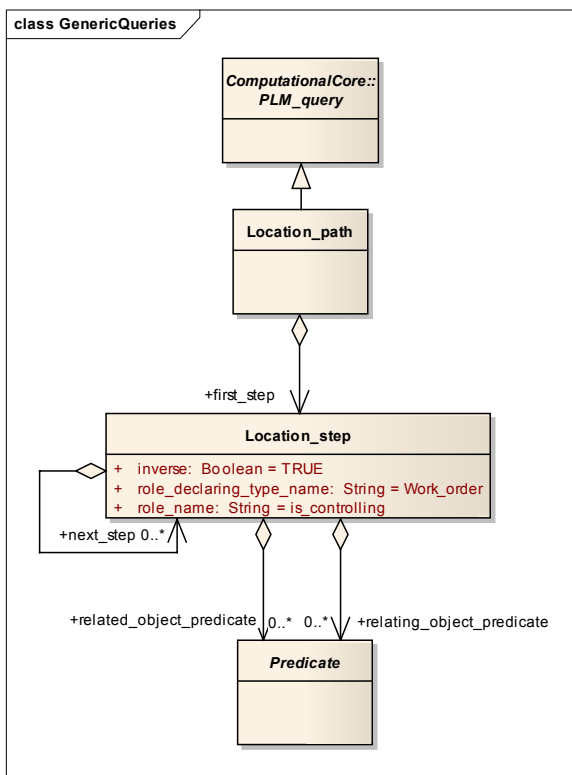 class GenericQueries
ComputationalCore::
PLM_query
Location_path
+first_step
Location_step
+ inverse: Boolean = TRUE
+ role_declaring_type_name: String = Work_order
+ role_name: String = is_controlling
+next_step 0..*
+related_object_predicate 0..* 0..* +relating_object_predicate
Predicate